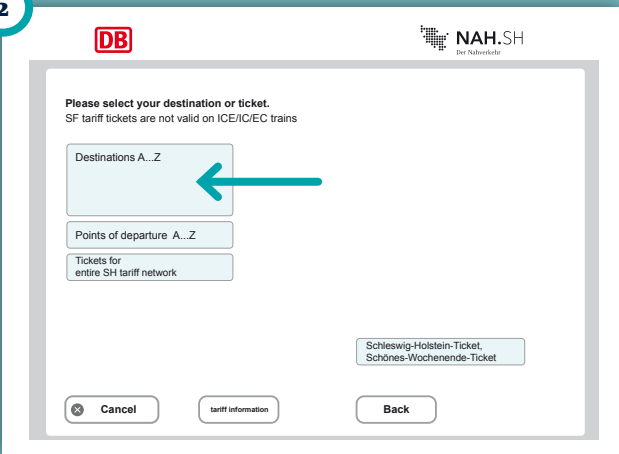 2
DB
NAH.SH
Der Nahverkehr
Please select your destination or ticket.
SF tariff tickets are not valid on ICE/IC/EC trains
Destinations A...Z
Points of departure A...Z
Tickets for
entire SH tariff network
Schleswig-Holstein-Ticket,
Schönes-Wochenende-Ticket
Cancel
tariff information
Back